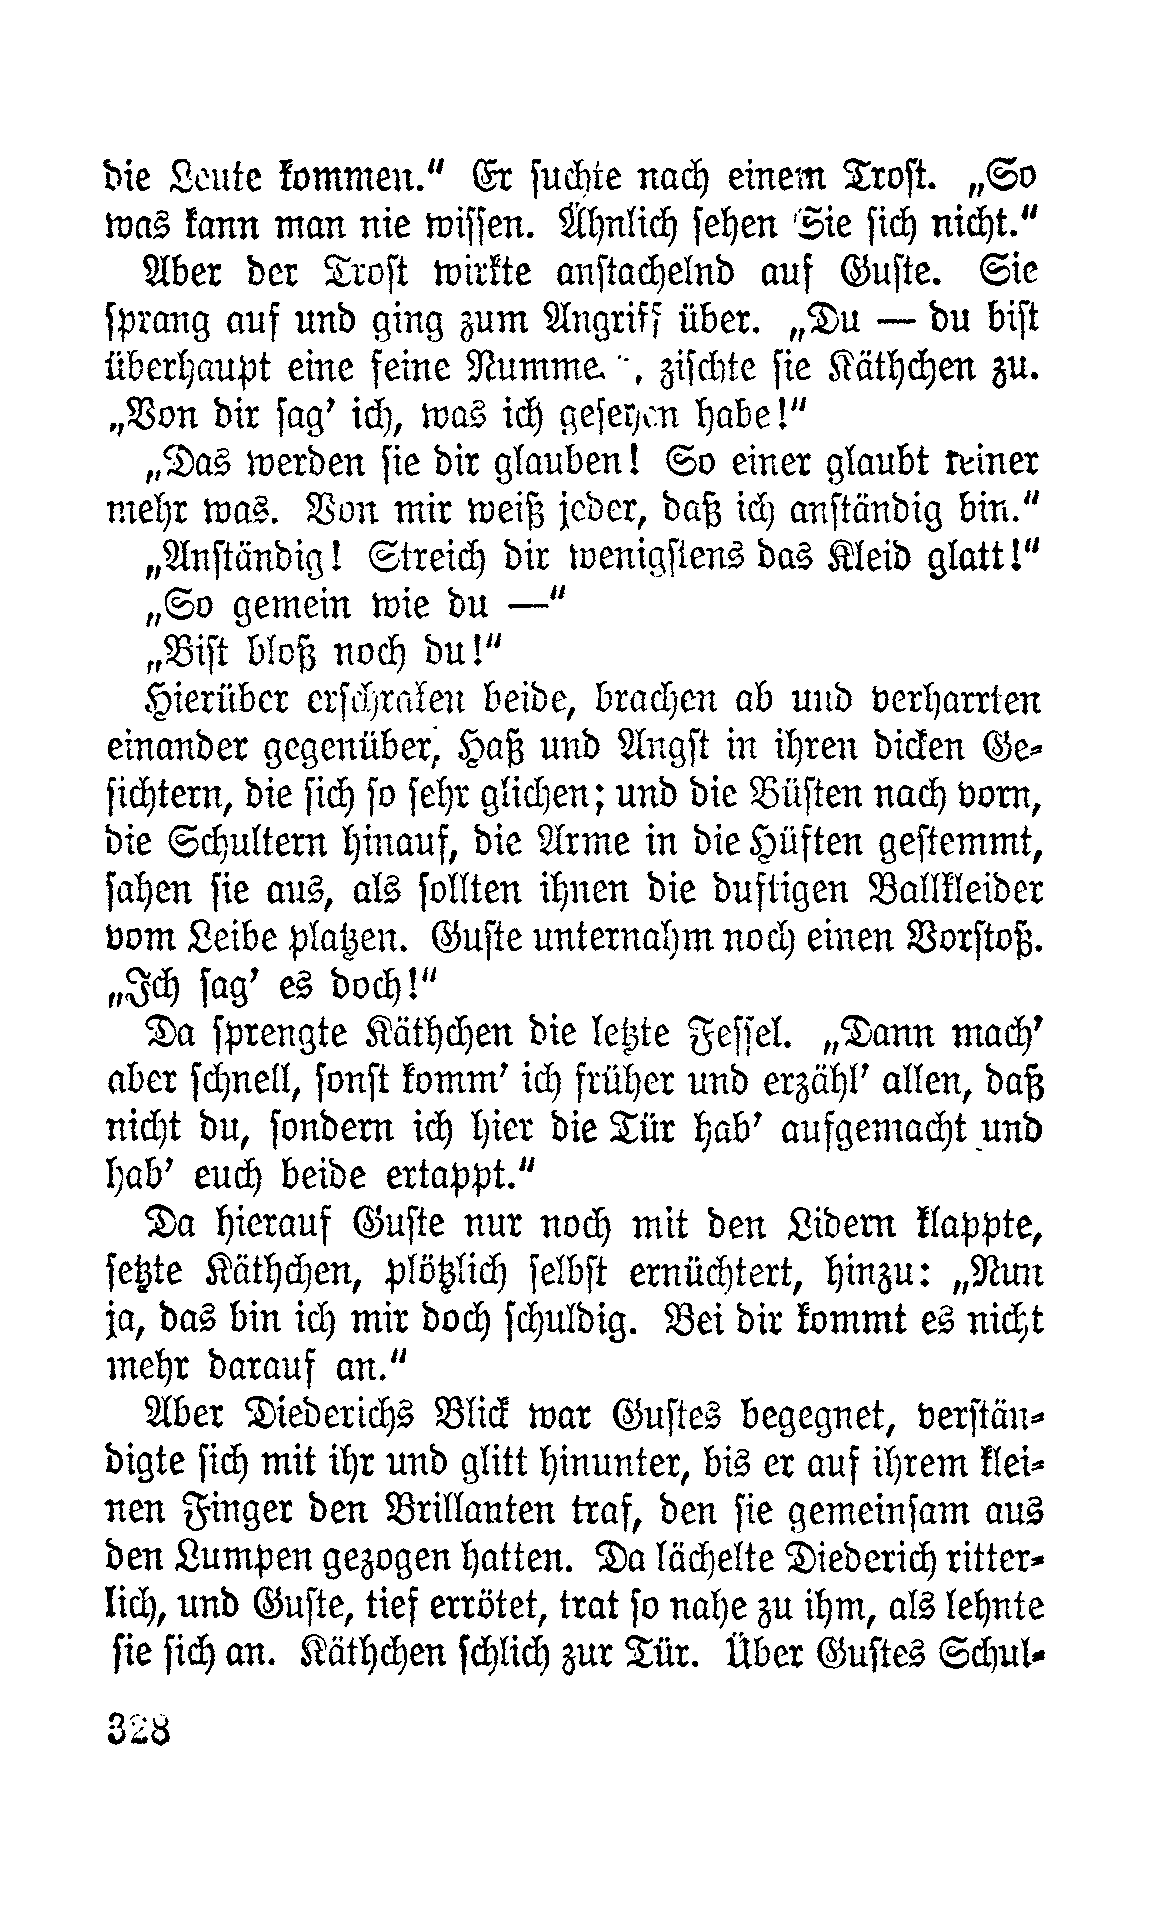 die Leute kommen.“ Er ſuchte nach einem Troſt. „So
was kann man nie wiſſen. Ähnlich ſehen Sie ſich nicht.“
Aber der Troſt wirkte anſtachelnd auf Guſte. Sie
ſprang auf und ging zum Angriff über. „Du — du biſt
überhaupt eine feine , ziſchte ſie Käthchen zu.
„Von dir ſag’ ich, was ich geſehen habe!“
„Das werden ſie dir glauben! So einer glaubt keiner
mehr was. Von mir weiß jeder, daß ich anſtändig bin.“
„Anſtändig! Streich dir wenigſtens das Kleid glatt!“
„So gemein wie du —“
„Biſt bloß noch du!“
Hierüber erſchraken beide, brachen ab und verharrten
einander gegenüber, Haß und Angſt in ihren dicken Ge-
ſichtern, die ſich ſo ſehr glichen; und die Büſten nach vorn,
die Schultern hinauf, die Arme in die Hüften geſtemmt,
ſahen ſie aus, als ſollten ihnen die duftigen Ballkleider
vom Leibe platzen. Guſte unternahm noch einen Vorſtoß.
„Ich ſag’ es doch!“
Da ſprengte Käthchen die letzte Feſſel. „Dann mach’
aber ſchnell, ſonſt komm’ ich früher und erzähl’ allen, daß
nicht du, ſondern ich hier die Tür hab’ aufgemacht und
hab’ euch beide ertappt.“
Da hierauf Guſte nur noch mit den Lidern klappte,
ſetzte Käthchen, plötzlich ſelbſt ernüchtert, hinzu: „Nun
ja, das bin ich mir doch ſchuldig. Bei dir kommt es nicht
mehr darauf an.“
Aber Diederichs Blick war Guſtes begegnet, verſtän-
digte ſich mit ihr und glitt hinunter, bis er auf ihrem klei-
nen Finger den Brillanten traf, den ſie gemeinſam aus
den Lumpen gezogen hatten. Da lächelte Diederich ritter-
lich, und Guſte, tief errötet, trat ſo nahe zu ihm, als lehnte
ſie ſich an. Käthchen ſchlich zur Tür. Über Guſtes Schul-
328